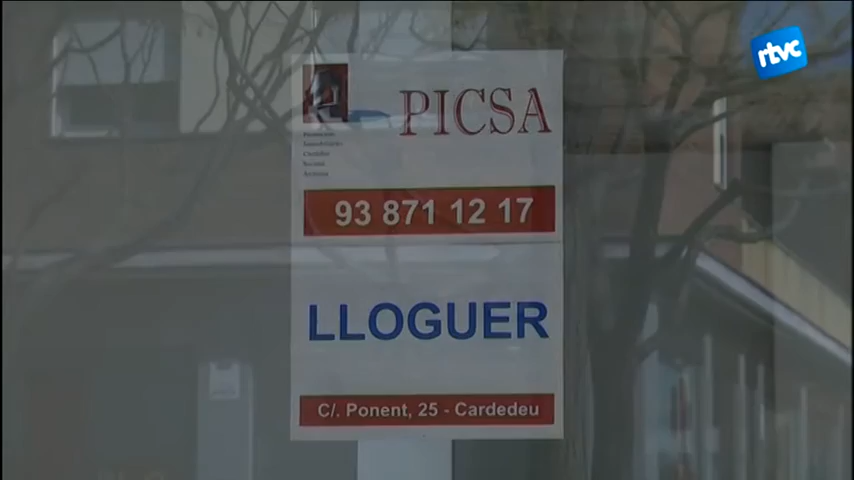 rtvc
PICSA
93 871 12 17
LLOGUER
C/. Ponent, 25 - Cardedeu